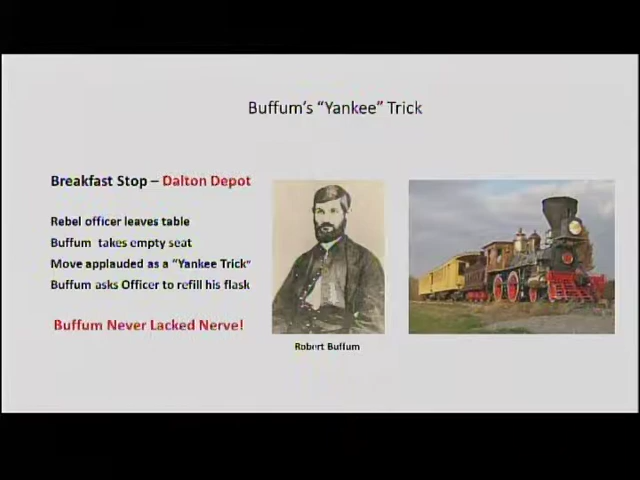 Buffum's "Yankee" Trick
Breakfast Stop – Dalton Depot
Rebel officer leaves table
Buffum takes empty seat
Move applauded as a "Yankee Trick"
Buffum asks Officer to refill his flask
Buffum Never Lacked Nerve!
Robert Buffum